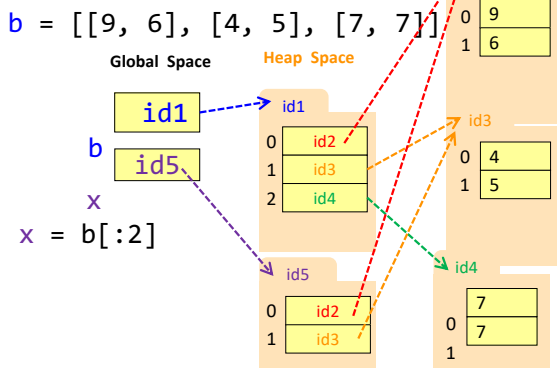 b = [[9, 6], [4, 5], [7, 7]]
Global Space
Heap Space
id1
b
id5
x
x = b[:2]
id1
0 id2
1 id3
2 id4
id5
0 id2
1 id3
0 9
1 6
id3
0 4
1 5
id4
7
0 7
1